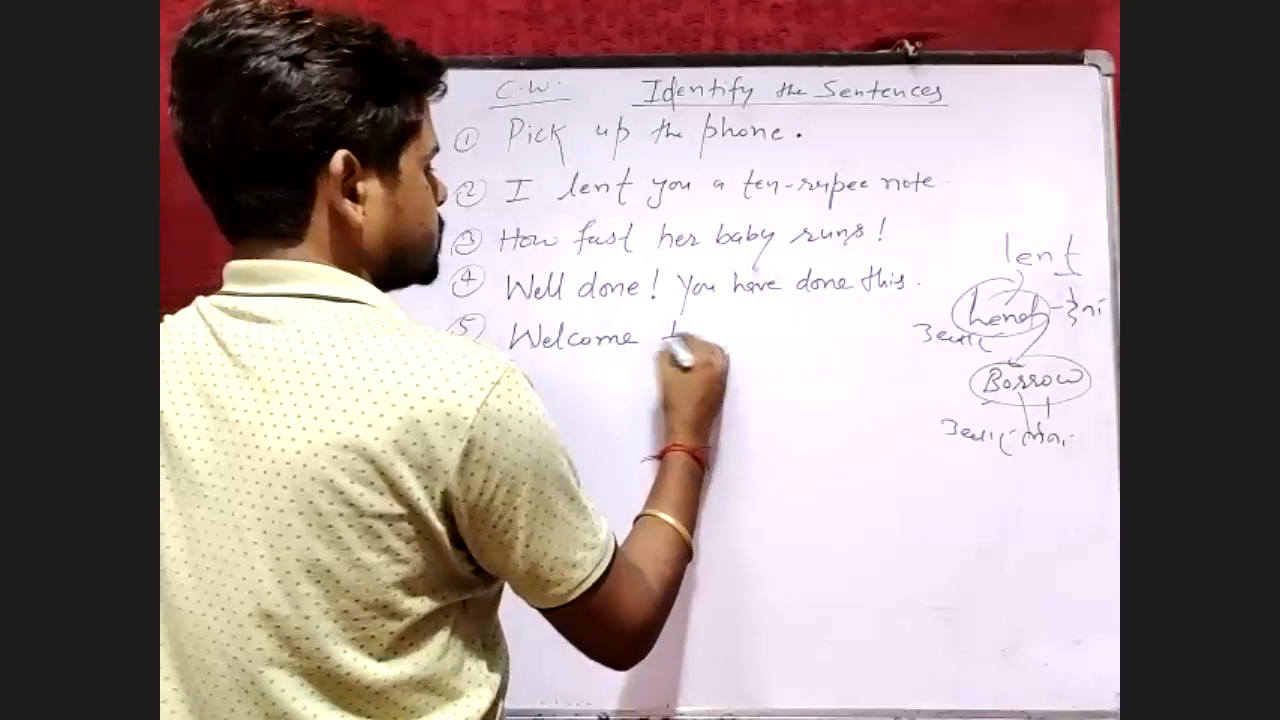 C.W. Identify the Sentences
① Pick up the phone.
② I lent you a ten-rupee note.
③ How fast her baby runs!
④ Well done! You have done this.
⑤ Welcome t
lent
Lend
Borrow